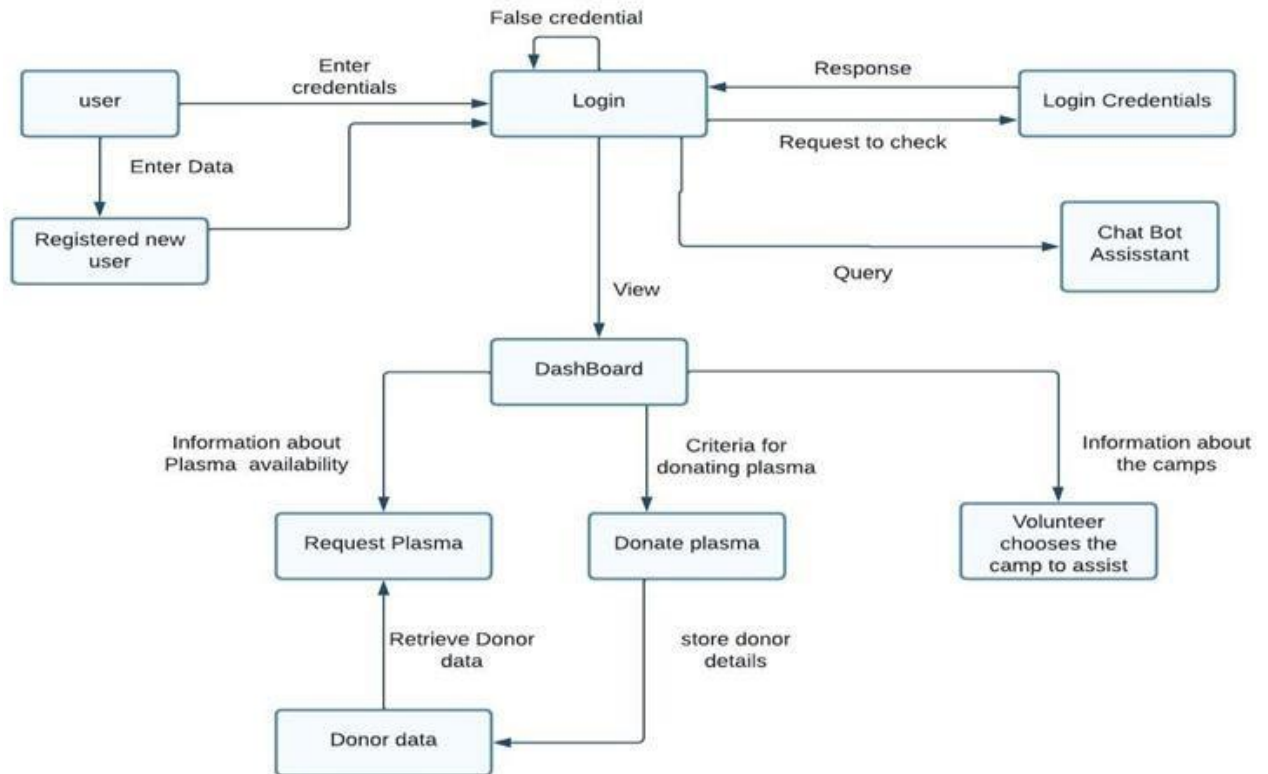 False credential
Enter
credentials
Response
user
Login
Login Credentials
Request to check
Enter Data
Registered new
user
Chat Bot
Assisstant
Query
View
DashBoard
Information about
Plasma availability
Criteria for
donating plasma
Information about
the camps
Request Plasma
Donate plasma
Volunteer
chooses the
camp to assist
Retrieve Donor
data
store donor
details
Donor data